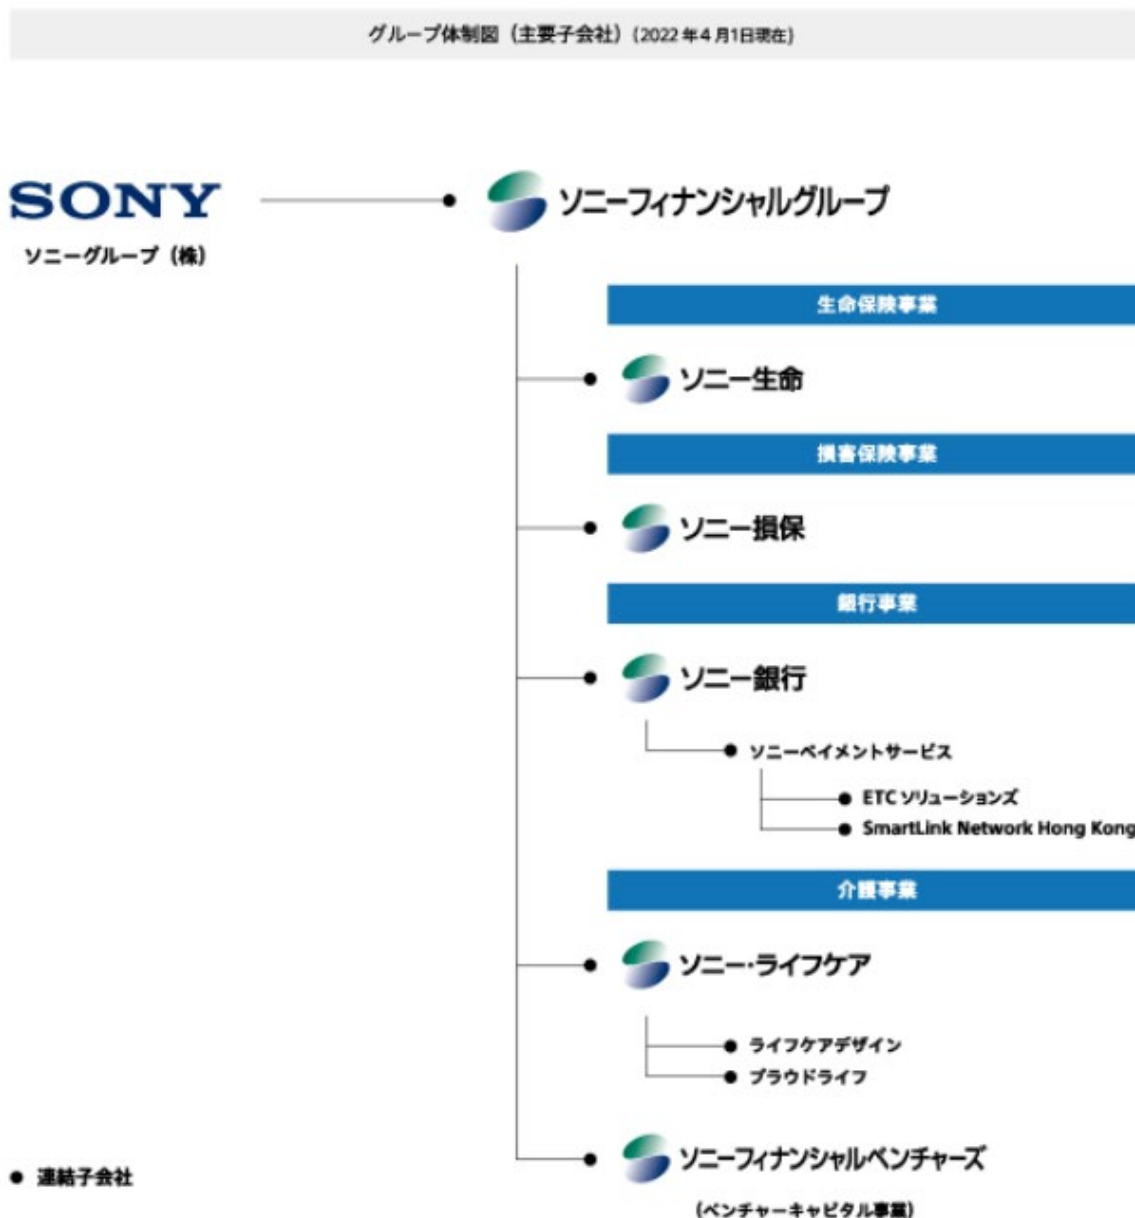 グループ体制図（主要子会社）(2022年4月1日現在)
SONY
ソニーグループ（株）
ソニーフィナンシャルグループ
生命保険事業
ソニー生命
損害保険事業
ソニー損保
銀行事業
ソニー銀行
ソニーペイメントサービス
ETC ソリューションズ
SmartLink Network Hong Kong
介護事業
ソニー・ライフケア
ライフケアデザイン
プラウドライフ
ソニーフィナンシャルベンチャーズ
（ベンチャーキャピタル事業）
● 連結子会社